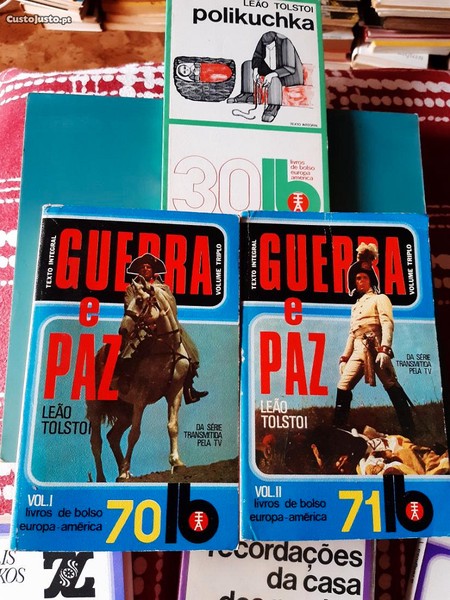 CustoJusto.pt
LEÃO TOLSTOI
polikuchka
TEXTO INTEGRAL
30
lb
livros
de bolso
europa
américa
TEXTO INTEGRAL
GUERRA
e
PAZ
VOLUME TRIPLO
LEÃO
TOLSTOI
DA SÉRIE
TRANSMITIDA
PELA TV
VOL.I
livros de bolso
europa-américa
70
lb
TEXTO INTEGRAL
GUERRA
e
PAZ
VOLUME TRIPLO
LEÃO
TOLSTOI
DA SÉRIE
TRANSMITIDA
PELA TV
VOL.II
livros de bolso
europa-américa
71
lb
recordações
da casa